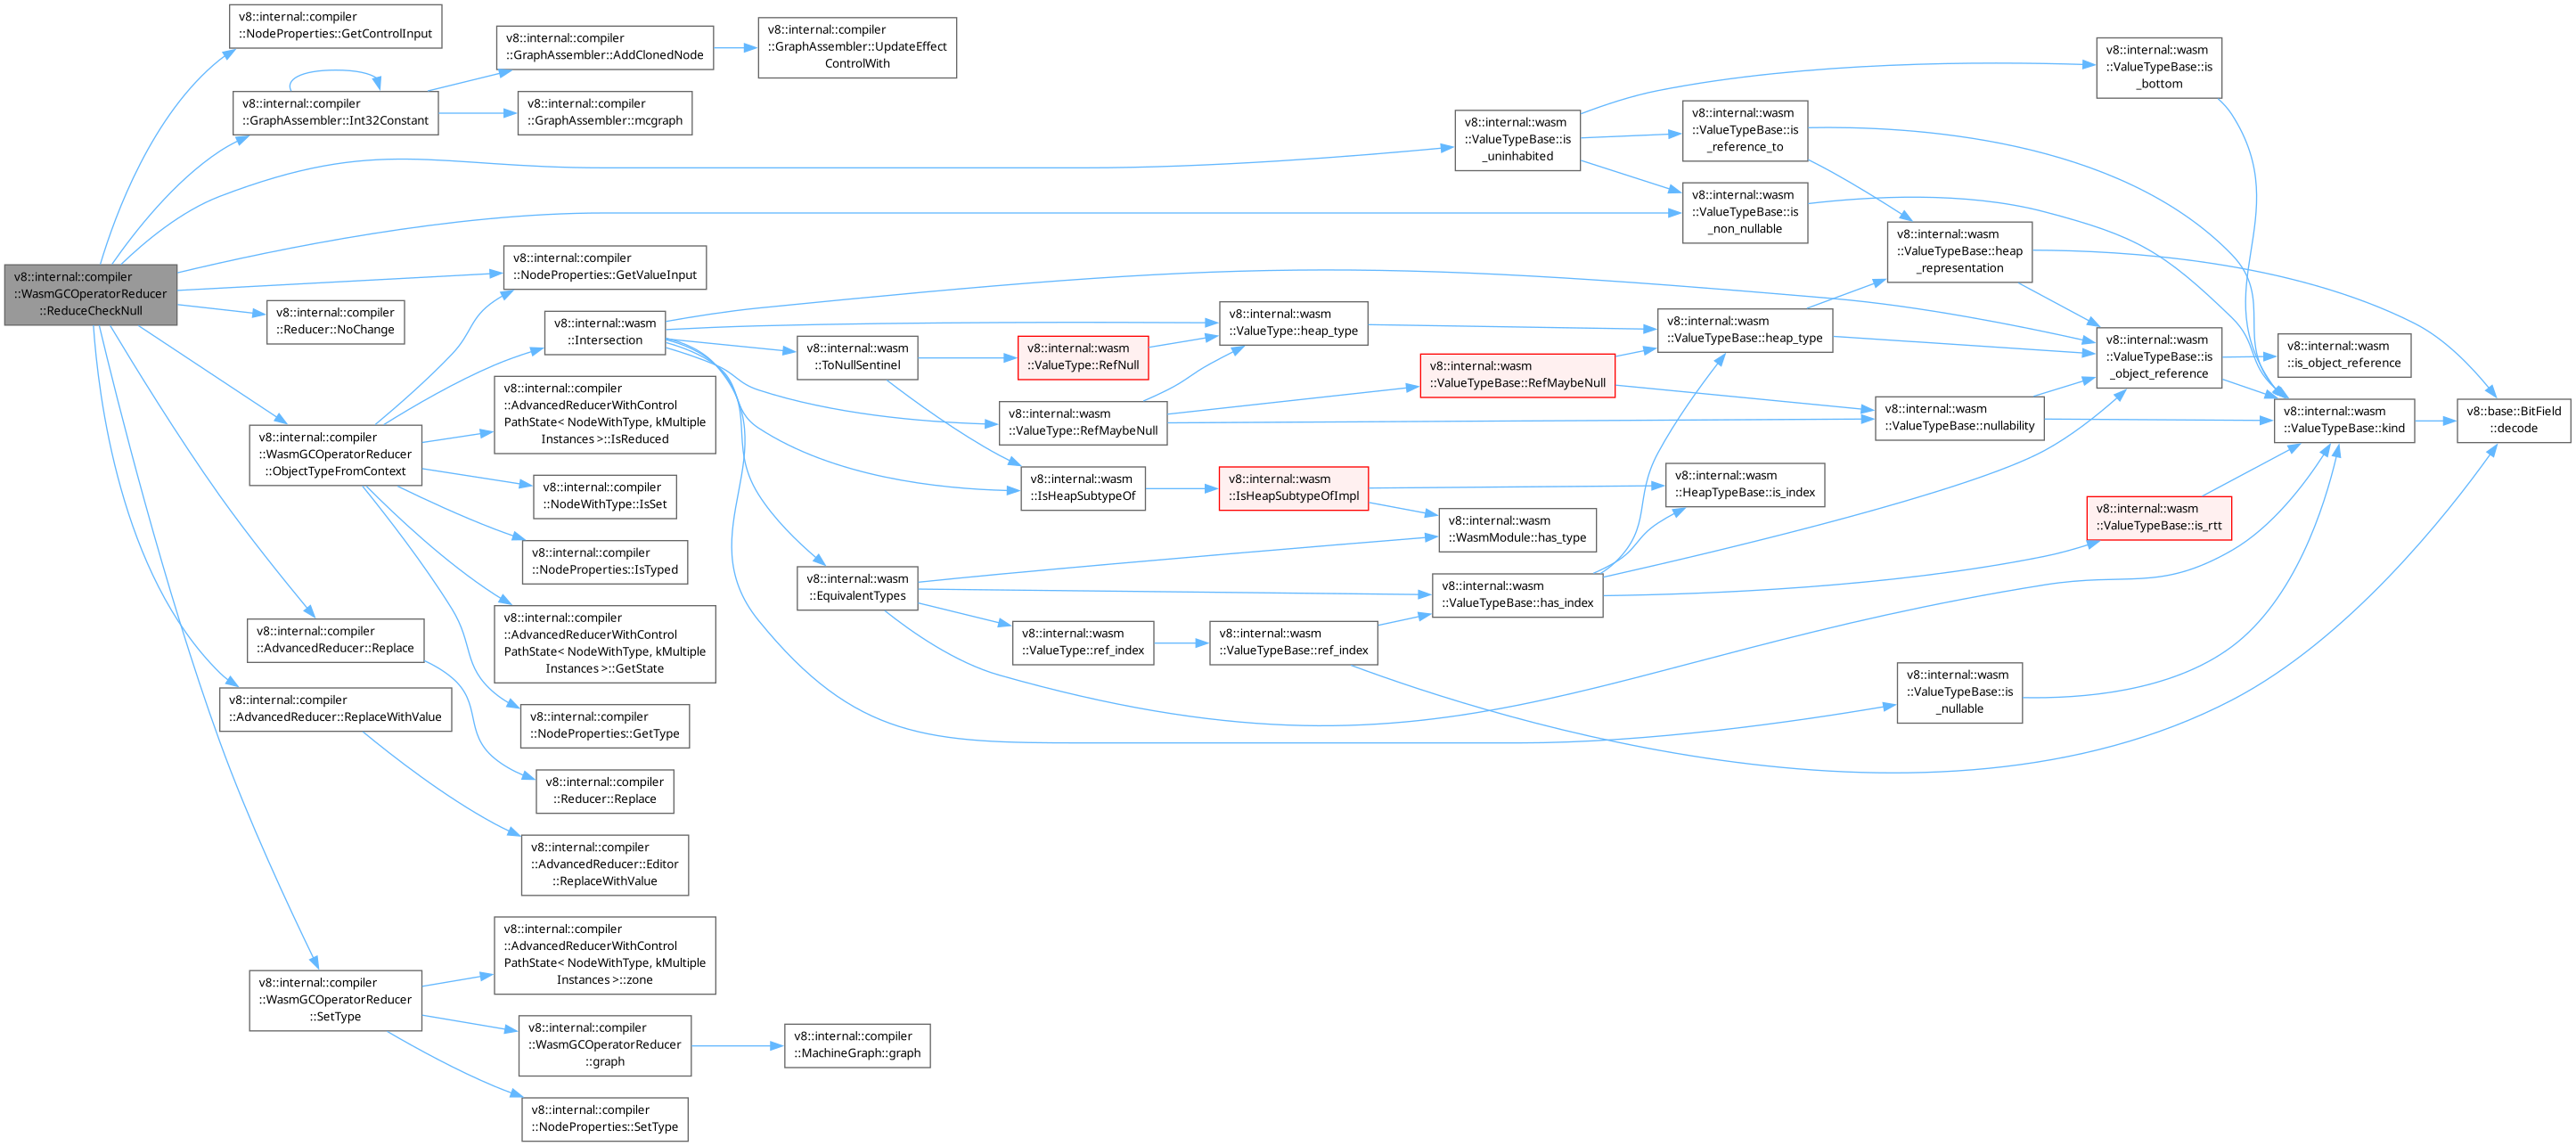 v8::internal::compiler
::WasmGCOperatorReducer
::ReduceCheckNull
v8::internal::compiler
::NodeProperties::GetControlInput
v8::internal::compiler
::GraphAssembler::Int32Constant
v8::internal::compiler
::GraphAssembler::AddClonedNode
v8::internal::compiler
::GraphAssembler::UpdateEffect
ControlWith
v8::internal::compiler
::GraphAssembler::mcgraph
v8::internal::wasm
::ValueTypeBase::is
_uninhabited
v8::internal::wasm
::ValueTypeBase::is
_bottom
v8::internal::wasm
::ValueTypeBase::is
_reference_to
v8::internal::wasm
::ValueTypeBase::is
_non_nullable
v8::internal::wasm
::ValueTypeBase::heap
_representation
v8::internal::compiler
::NodeProperties::GetValueInput
v8::internal::compiler
::Reducer::NoChange
v8::internal::wasm
::Intersection
v8::internal::wasm
::ToNullSentinel
v8::internal::wasm
::ValueType::RefNull
v8::internal::wasm
::ValueType::heap_type
v8::internal::wasm
::ValueTypeBase::heap_type
v8::internal::wasm
::ValueTypeBase::is
_object_reference
v8::internal::wasm
::is_object_reference
v8::internal::wasm
::ValueType::RefMaybeNull
v8::internal::wasm
::ValueTypeBase::RefMaybeNull
v8::internal::wasm
::ValueTypeBase::nullability
v8::internal::wasm
::ValueTypeBase::kind
v8::base::BitField
::decode
v8::internal::compiler
::AdvancedReducerWithControl
PathState< NodeWithType, kMultiple
Instances >::IsReduced
v8::internal::compiler
::WasmGCOperatorReducer
::ObjectTypeFromContext
v8::internal::compiler
::NodeWithType::IsSet
v8::internal::wasm
::IsHeapSubtypeOf
v8::internal::wasm
::IsHeapSubtypeOfImpl
v8::internal::wasm
::HeapTypeBase::is_index
v8::internal::wasm
::WasmModule::has_type
v8::internal::wasm
::ValueTypeBase::is_rtt
v8::internal::compiler
::NodeProperties::IsTyped
v8::internal::wasm
::EquivalentTypes
v8::internal::wasm
::ValueTypeBase::has_index
v8::internal::compiler
::AdvancedReducerWithControl
PathState< NodeWithType, kMultiple
Instances >::GetState
v8::internal::wasm
::ValueType::ref_index
v8::internal::wasm
::ValueTypeBase::ref_index
v8::internal::compiler
::AdvancedReducer::Replace
v8::internal::wasm
::ValueTypeBase::is
_nullable
v8::internal::compiler
::AdvancedReducer::ReplaceWithValue
v8::internal::compiler
::NodeProperties::GetType
v8::internal::compiler
::Reducer::Replace
v8::internal::compiler
::AdvancedReducer::Editor
::ReplaceWithValue
v8::internal::compiler
::AdvancedReducerWithControl
PathState< NodeWithType, kMultiple
Instances >::zone
v8::internal::compiler
::WasmGCOperatorReducer
::SetType
v8::internal::compiler
::WasmGCOperatorReducer
::graph
v8::internal::compiler
::MachineGraph::graph
v8::internal::compiler
::NodeProperties::SetType